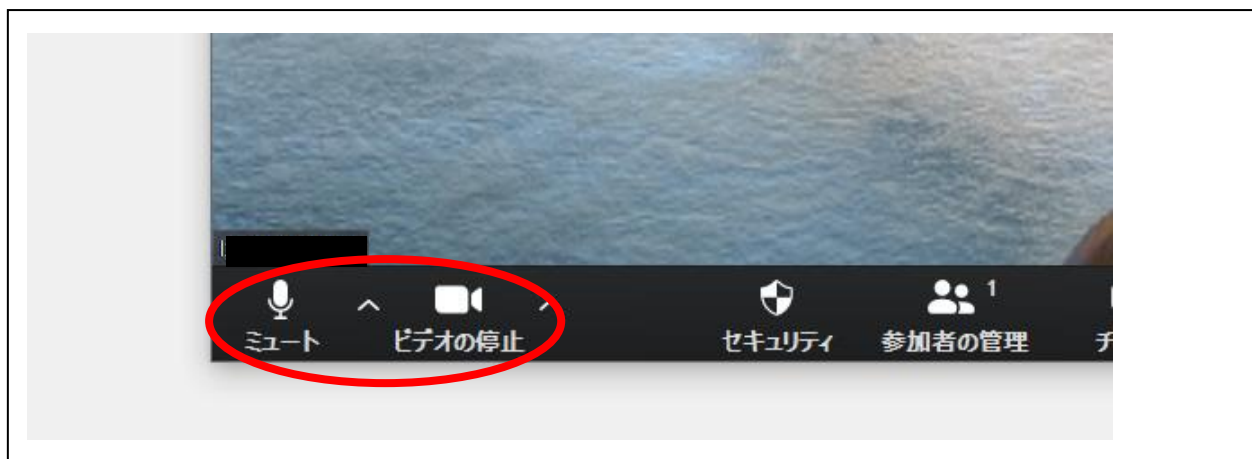 1
ミュート
ビデオの停止
セキュリティ
参加者の管理